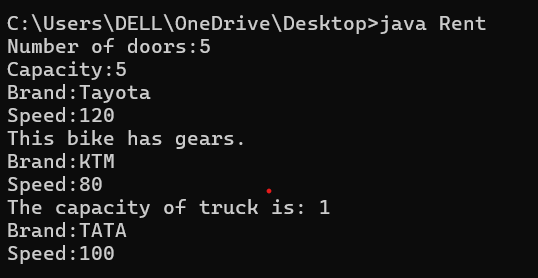 C:\Users\DELL\OneDrive\Desktop>java Rent
Number of doors:5
Capacity:5
Brand:Tayota
Speed:120
This bike has gears.
Brand:KTM
Speed:80
The capacity of truck is: 1
Brand:TATA
Speed:100